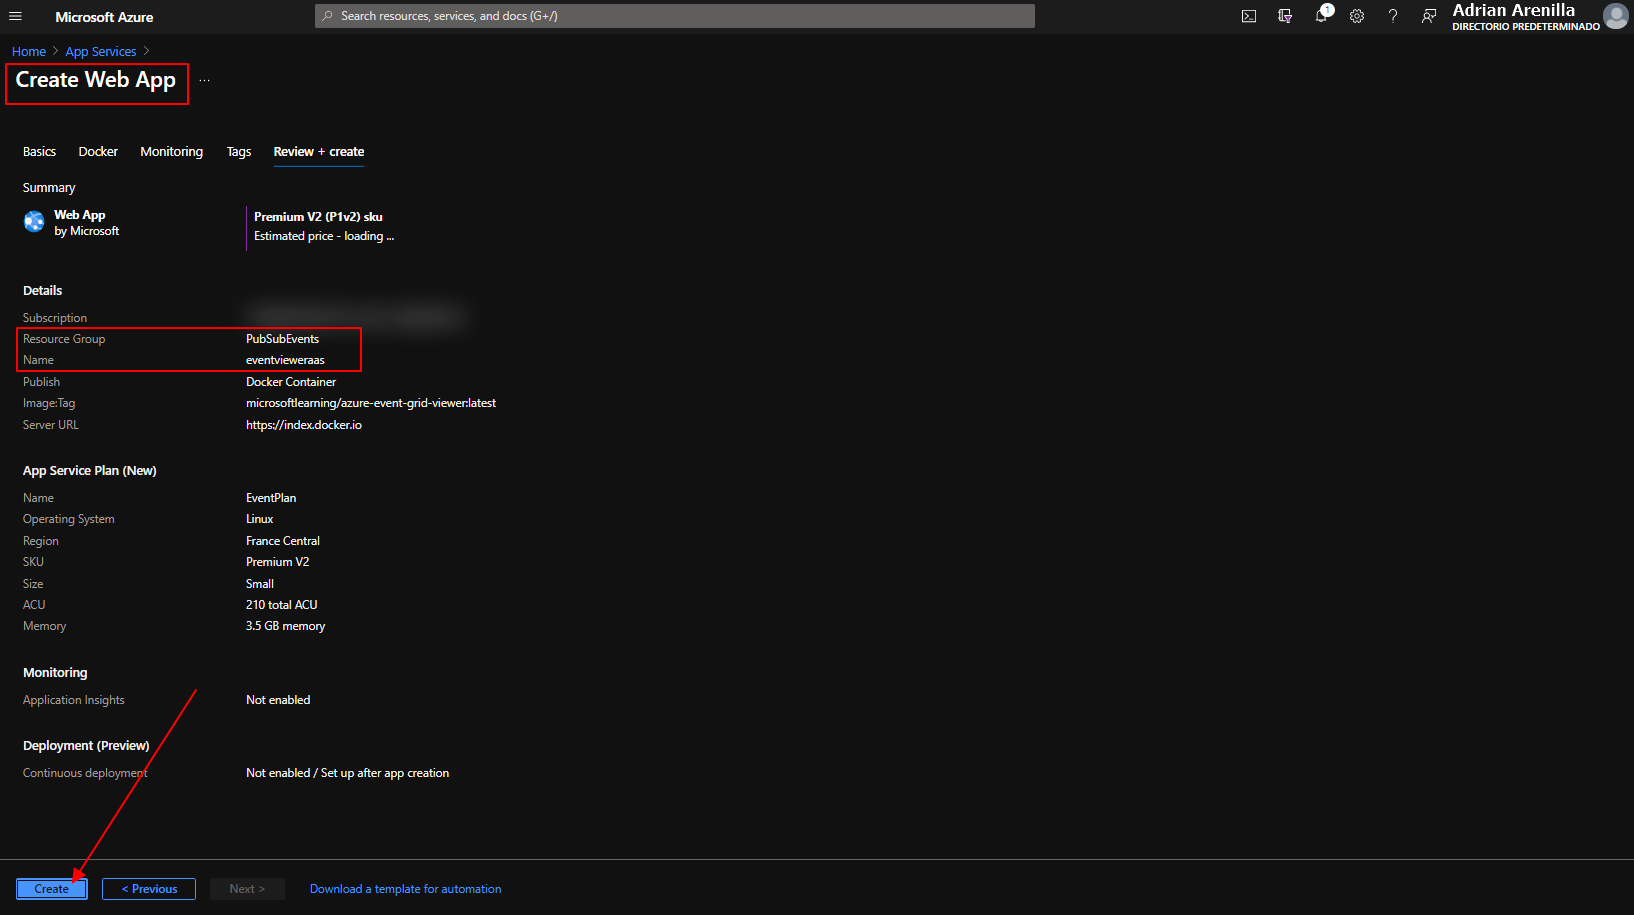 Microsoft Azure
Search resources, services, and docs (G+/)
1
Adrian Arenilla
DIRECTORIO PREDETERMINADO
Home > App Services >
Create Web App ...
Basics Docker Monitoring Tags Review + create
Summary
Web App
by Microsoft
Premium V2 (P1v2) sku
Estimated price - loading ...
Details
Subscription
Resource Group PubSubEvents
Name eventvieweraas
Publish Docker Container
Image:Tag microsoftlearning/azure-event-grid-viewer:latest
Server URL https://index.docker.io
App Service Plan (New)
Name EventPlan
Operating System Linux
Region France Central
SKU Premium V2
Size Small
ACU 210 total ACU
Memory 3.5 GB memory
Monitoring
Application Insights Not enabled
Deployment (Preview)
Continuous deployment Not enabled / Set up after app creation
Create < Previous Next > Download a template for automation